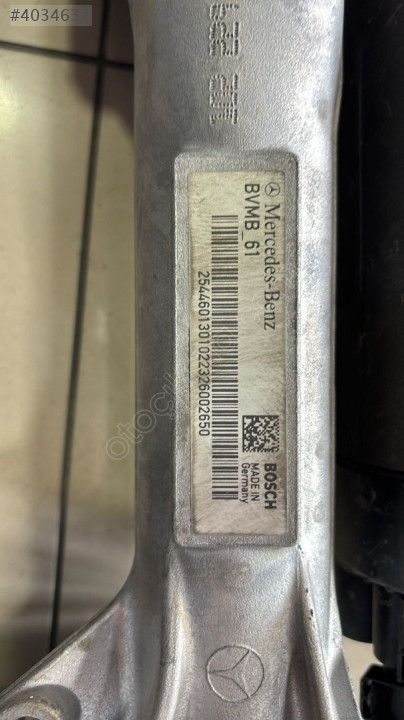 #403463
Mercedes-Benz
BVMB_61
2544601301022326002650
BOSCH
MADE IN
Germany